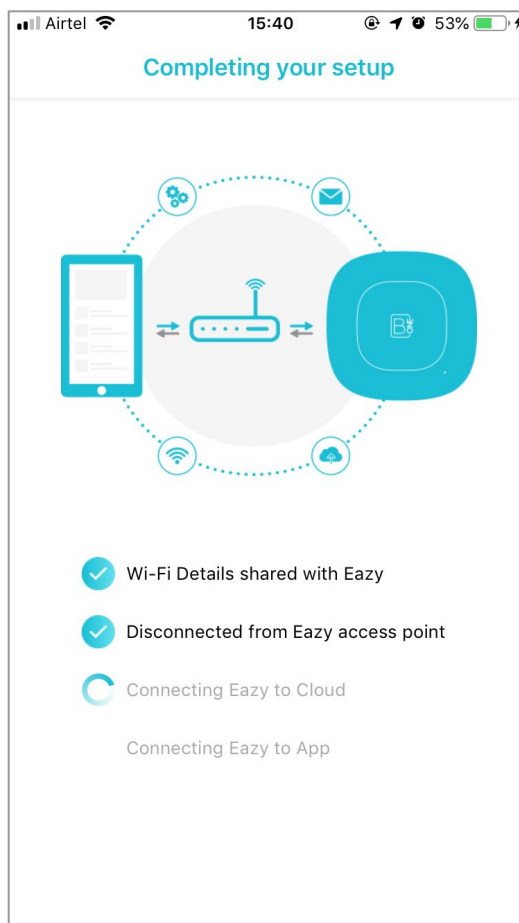 Airtel 15:40 53%
Completing your setup
B ONE
Wi-Fi Details shared with Eazy
Disconnected from Eazy access point
Connecting Eazy to Cloud
Connecting Eazy to App